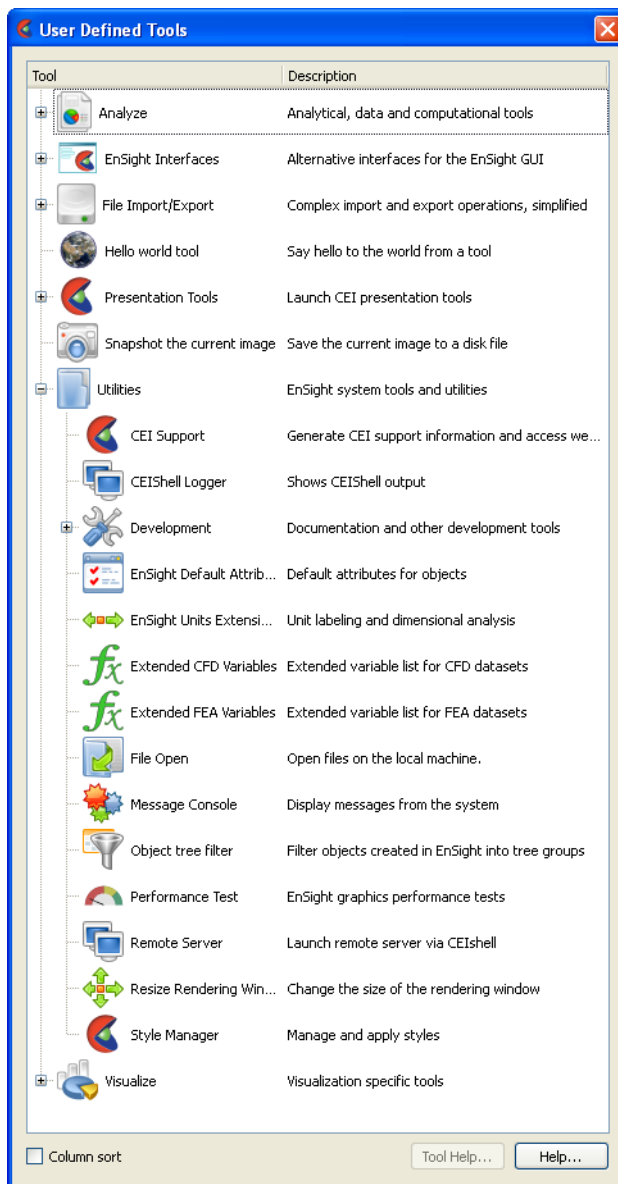 User Defined Tools
Tool Description
Analyze Analytical, data and computational tools
EnSight Interfaces Alternative interfaces for the EnSight GUI
File Import/Export Complex import and export operations, simplified
Hello world tool Say hello to the world from a tool
Presentation Tools Launch CEI presentation tools
Snapshot the current image Save the current image to a disk file
Utilities EnSight system tools and utilities
CEI Support Generate CEI support information and access we...
CEIShell Logger Shows CEIShell output
Development Documentation and other development tools
EnSight Default Attrib... Default attributes for objects
EnSight Units Extensi... Unit labeling and dimensional analysis
fx Extended CFD Variables Extended variable list for CFD datasets
fx Extended FEA Variables Extended variable list for FEA datasets
File Open Open files on the local machine.
Message Console Display messages from the system
Object tree filter Filter objects created in EnSight into tree groups
Performance Test EnSight graphics performance tests
Remote Server Launch remote server via CEIshell
Resize Rendering Win... Change the size of the rendering window
Style Manager Manage and apply styles
Visualize Visualization specific tools
Column sort Tool Help... Help...